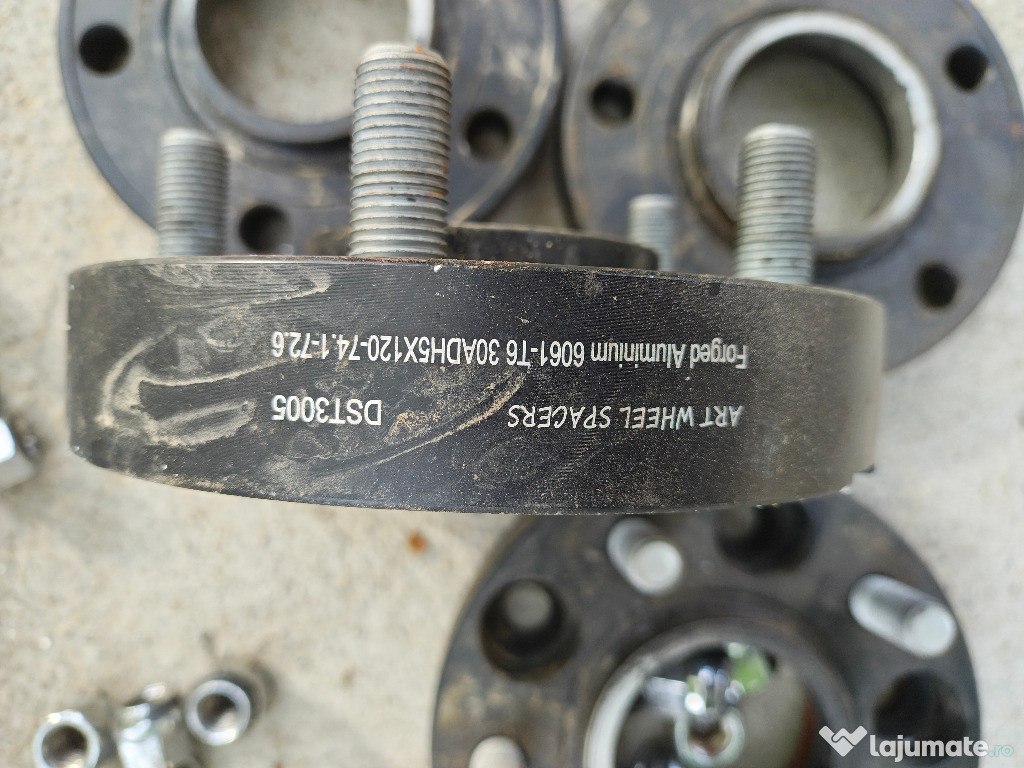 ART WHEEL SPACERS DST3005
Forged Aluminium 6061-T6 30ADH5X120-74.1-72.6
lajumate.ro